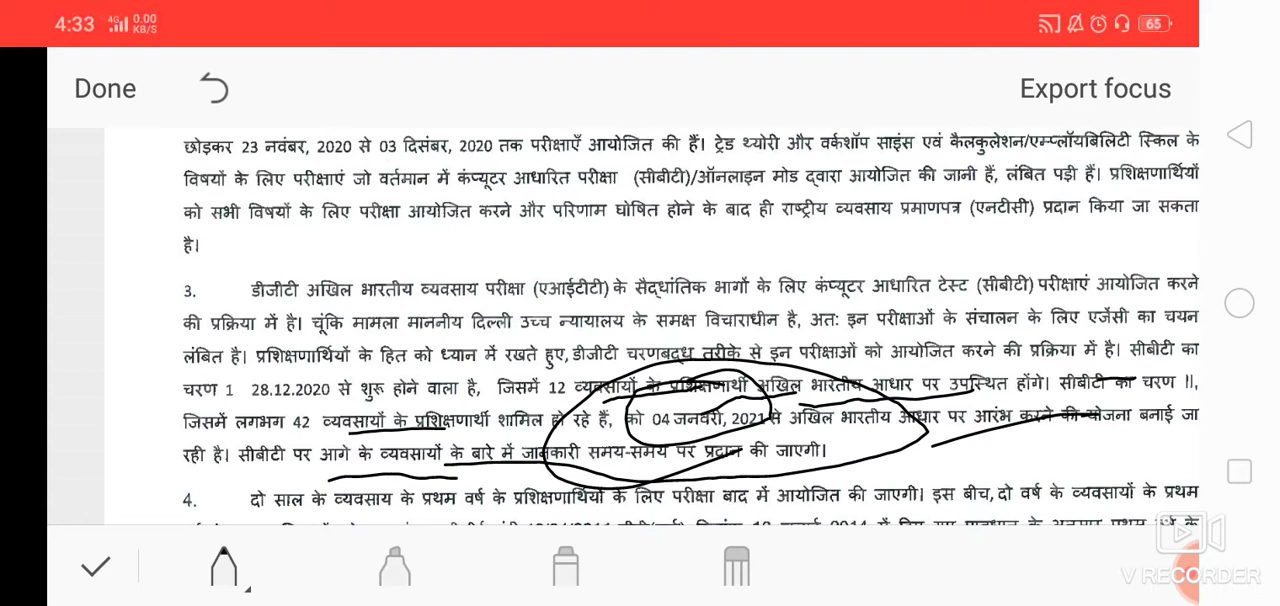 4:33 4G 0.00 KB/S 65
Done Export focus
छोड़कर 23 नवंबर, 2020 से 03 दिसंबर, 2020 तक परीक्षाएँ आयोजित की हैं। ट्रेड थ्योरी और वर्कशॉप साइंस एवं कैलकुलेशन/एम्प्लॉयबिलिटी स्किल के
विषयों के लिए परीक्षाएं जो वर्तमान में कंप्यूटर आधारित परीक्षा (सीबीटी)/ऑनलाइन मोड द्वारा आयोजित की जानी हैं, लंबित पड़ी हैं। प्रशिक्षणार्थियों
को सभी विषयों के लिए परीक्षा आयोजित करने और परिणाम घोषित होने के बाद ही राष्ट्रीय व्यवसाय प्रमाणपत्र (एनटीसी) प्रदान किया जा सकता
है।
3. डीजीटी अखिल भारतीय व्यवसाय परीक्षा (एआईटीटी) के सैद्धांतिक भागों के लिए कंप्यूटर आधारित टेस्ट (सीबीटी) परीक्षाएं आयोजित करने
की प्रक्रिया में है। चूंकि मामला माननीय दिल्ली उच्च न्यायालय के समक्ष विचाराधीन है, अत: इन परीक्षाओं के संचालन के लिए एजेंसी का चयन
लंबित है। प्रशिक्षणार्थियों के हित को ध्यान में रखते हुए, डीजीटी चरणबद्ध तरीके से इन परीक्षाओं को आयोजित करने की प्रक्रिया में है। सीबीटी का
चरण 1 28.12.2020 से शुरू होने वाला है, जिसमें 12 व्यवसायों के प्रशिक्षणार्थी अखिल भारतीय आधार पर उपस्थित होंगे। सीबीटी का चरण II,
जिसमें लगभग 42 व्यवसायों के प्रशिक्षणार्थी शामिल हो रहे हैं, को 04 जनवरी, 2021 से अखिल भारतीय आधार पर आरंभ करने की योजना बनाई जा
रही है। सीबीटी पर आगे के व्यवसायों के बारे में जानकारी समय-समय पर प्रदान की जाएगी।
4. दो साल के व्यवसाय के प्रथम वर्ष के प्रशिक्षणार्थियों के लिए परीक्षा बाद में आयोजित की जाएगी। इस बीच, दो वर्ष के व्यवसायों के प्रथम
V RECORDER